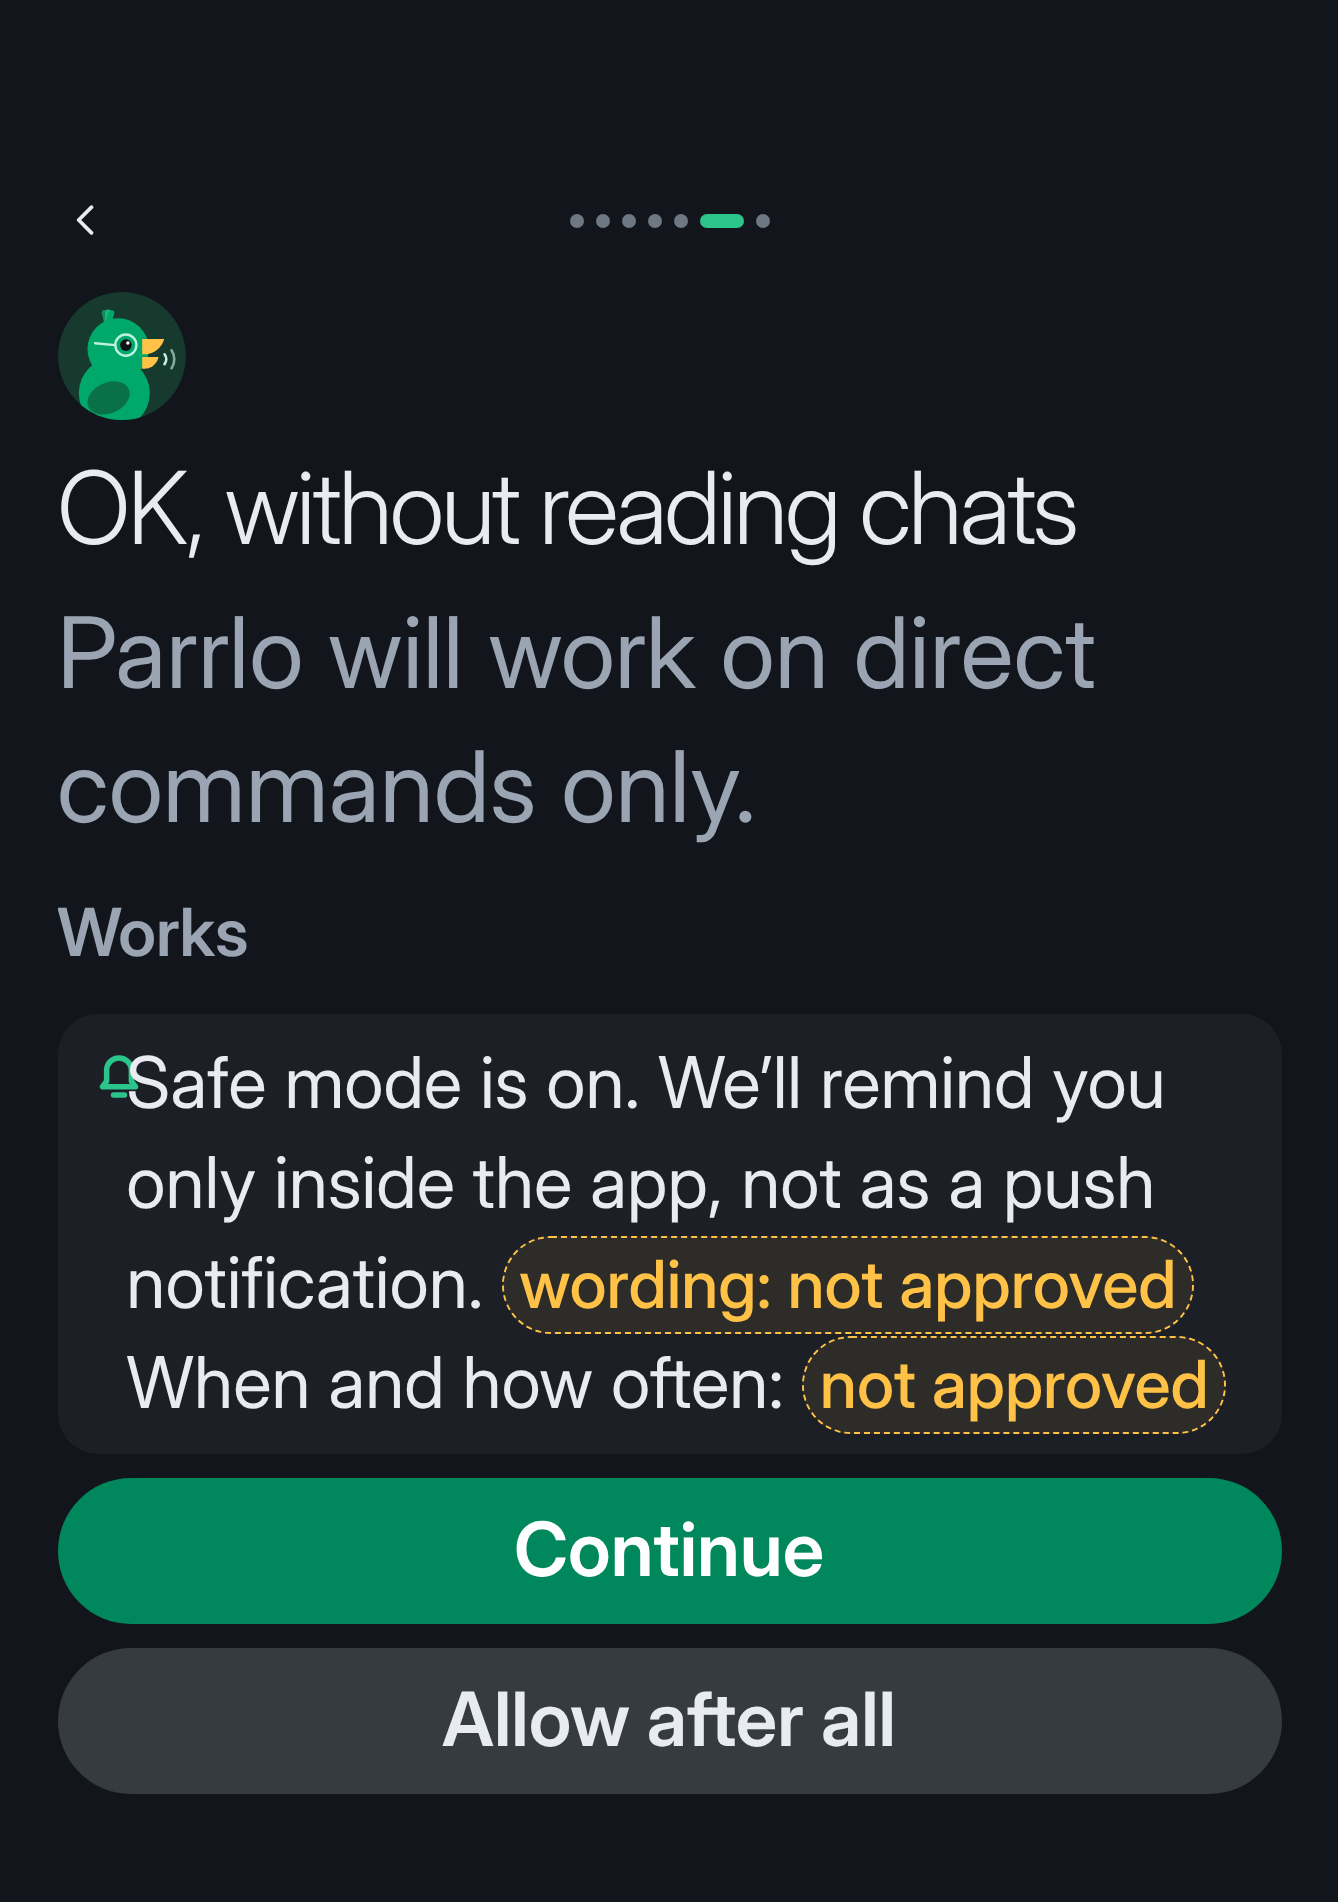 OK, without reading chats
Parrlo will work on direct
commands only.
Works
Safe mode is on. We’ll remind you
only inside the app, not as a push
notification. wording: not approved
When and how often: not approved
Continue
Allow after all